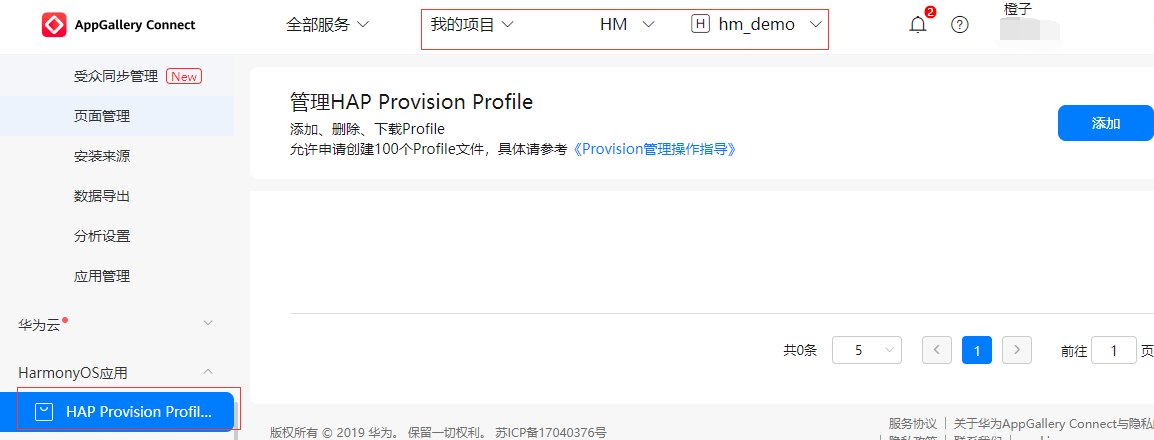 AppGallery Connect 全部服务 我的项目 HM H hm_demo 2 ? 橙子
受众同步管理 New
页面管理
安装来源
数据导出
分析设置
应用管理
华为云
HarmonyOS应用
HAP Provision Profil...
管理HAP Provision Profile
添加、删除、下载Profile
添加
允许申请创建100个Profile文件，具体请参考《Provision管理操作指导》
共0条 5 < 1 > 前往 1 页
服务协议 | 关于华为AppGallery Connect与隐私
版权所有 © 2019 华为。 保留一切权利。 苏ICP备17040376号